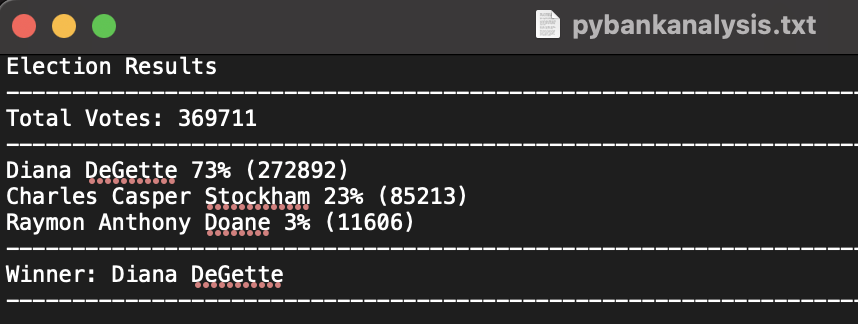 pybankanalysis.txt
Election Results
--------------------------------------------------------------------------------
Total Votes: 369711
--------------------------------------------------------------------------------
Diana DeGette 73% (272892)
Charles Casper Stockham 23% (85213)
Raymon Anthony Doane 3% (11606)
--------------------------------------------------------------------------------
Winner: Diana DeGette
--------------------------------------------------------------------------------